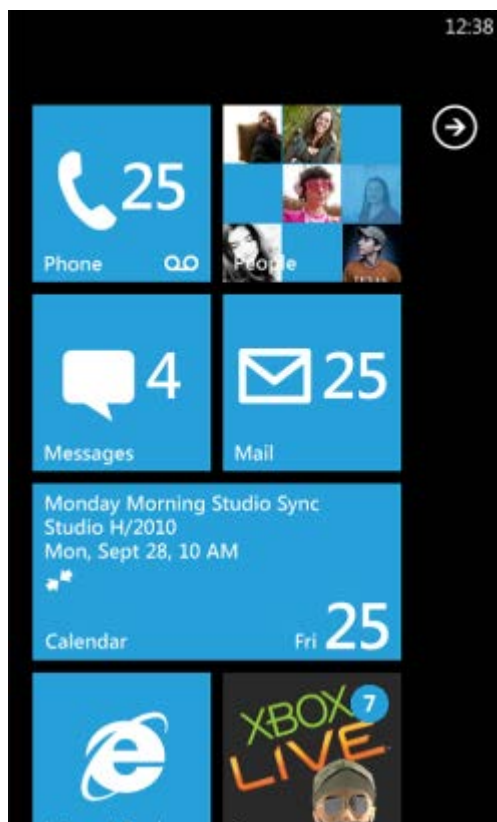 12:38
25
Phone
People
4
Messages
25
Mail
Monday Morning Studio Sync
Studio H/2010
Mon, Sept 28, 10 AM
Calendar
Fri 25
XBOX
7
LIVE